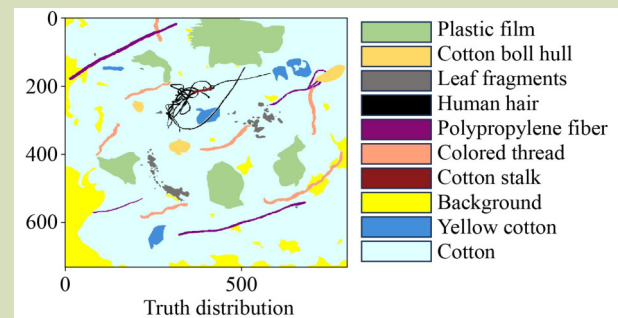 0
200
400
600
0
500
Truth distribution
Plastic film
Cotton boll hull
Leaf fragments
Human hair
Polypropylene fiber
Colored thread
Cotton stalk
Background
Yellow cotton
Cotton